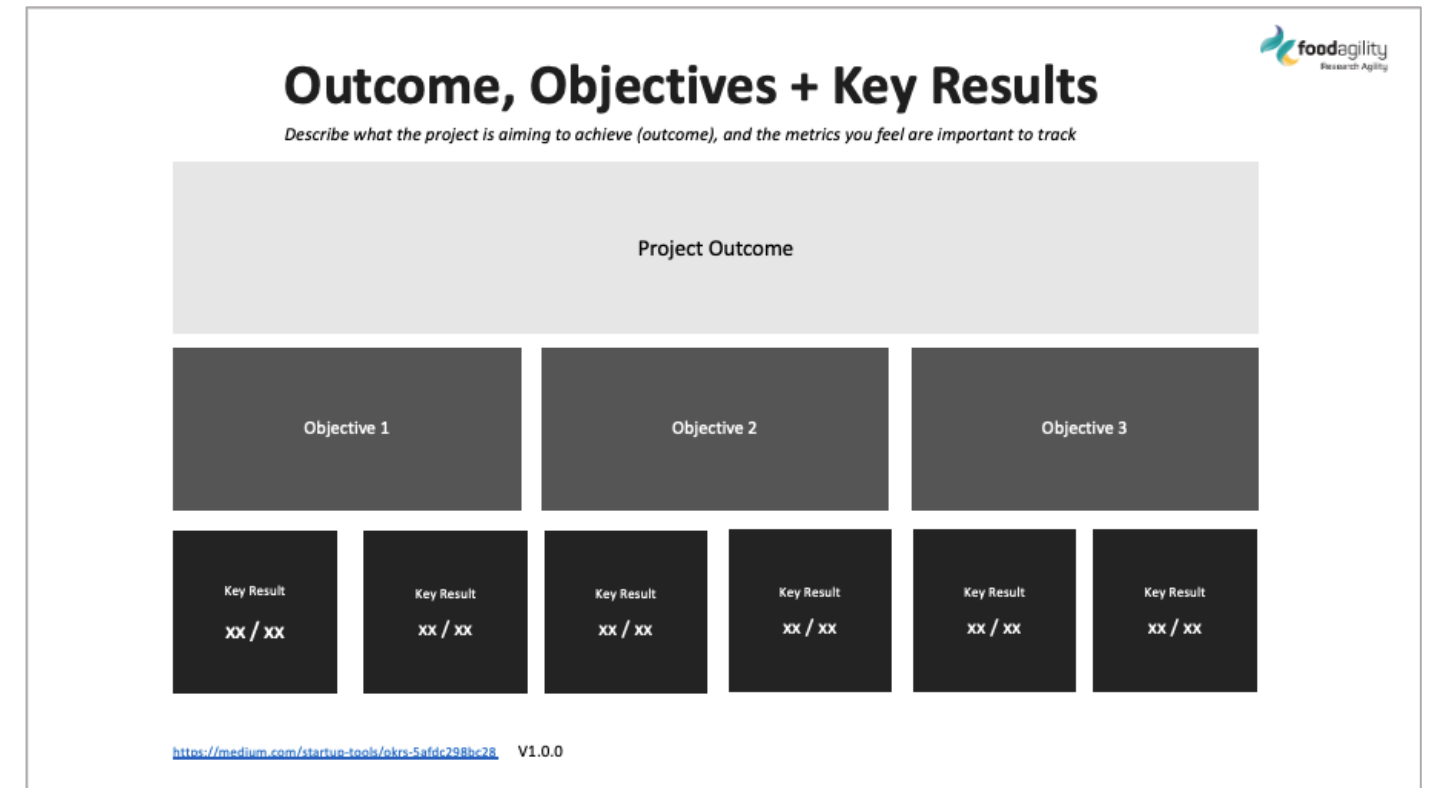 foodagility
Research Agility
Outcome, Objectives + Key Results
Describe what the project is aiming to achieve (outcome), and the metrics you feel are important to track
Project Outcome
Objective 1
Objective 2
Objective 3
Key Result
xx / xx
Key Result
xx / xx
Key Result
xx / xx
Key Result
xx / xx
Key Result
xx / xx
Key Result
xx / xx
https://medium.com/startup-tools/okrs-5afdc298bc28 V1.0.0